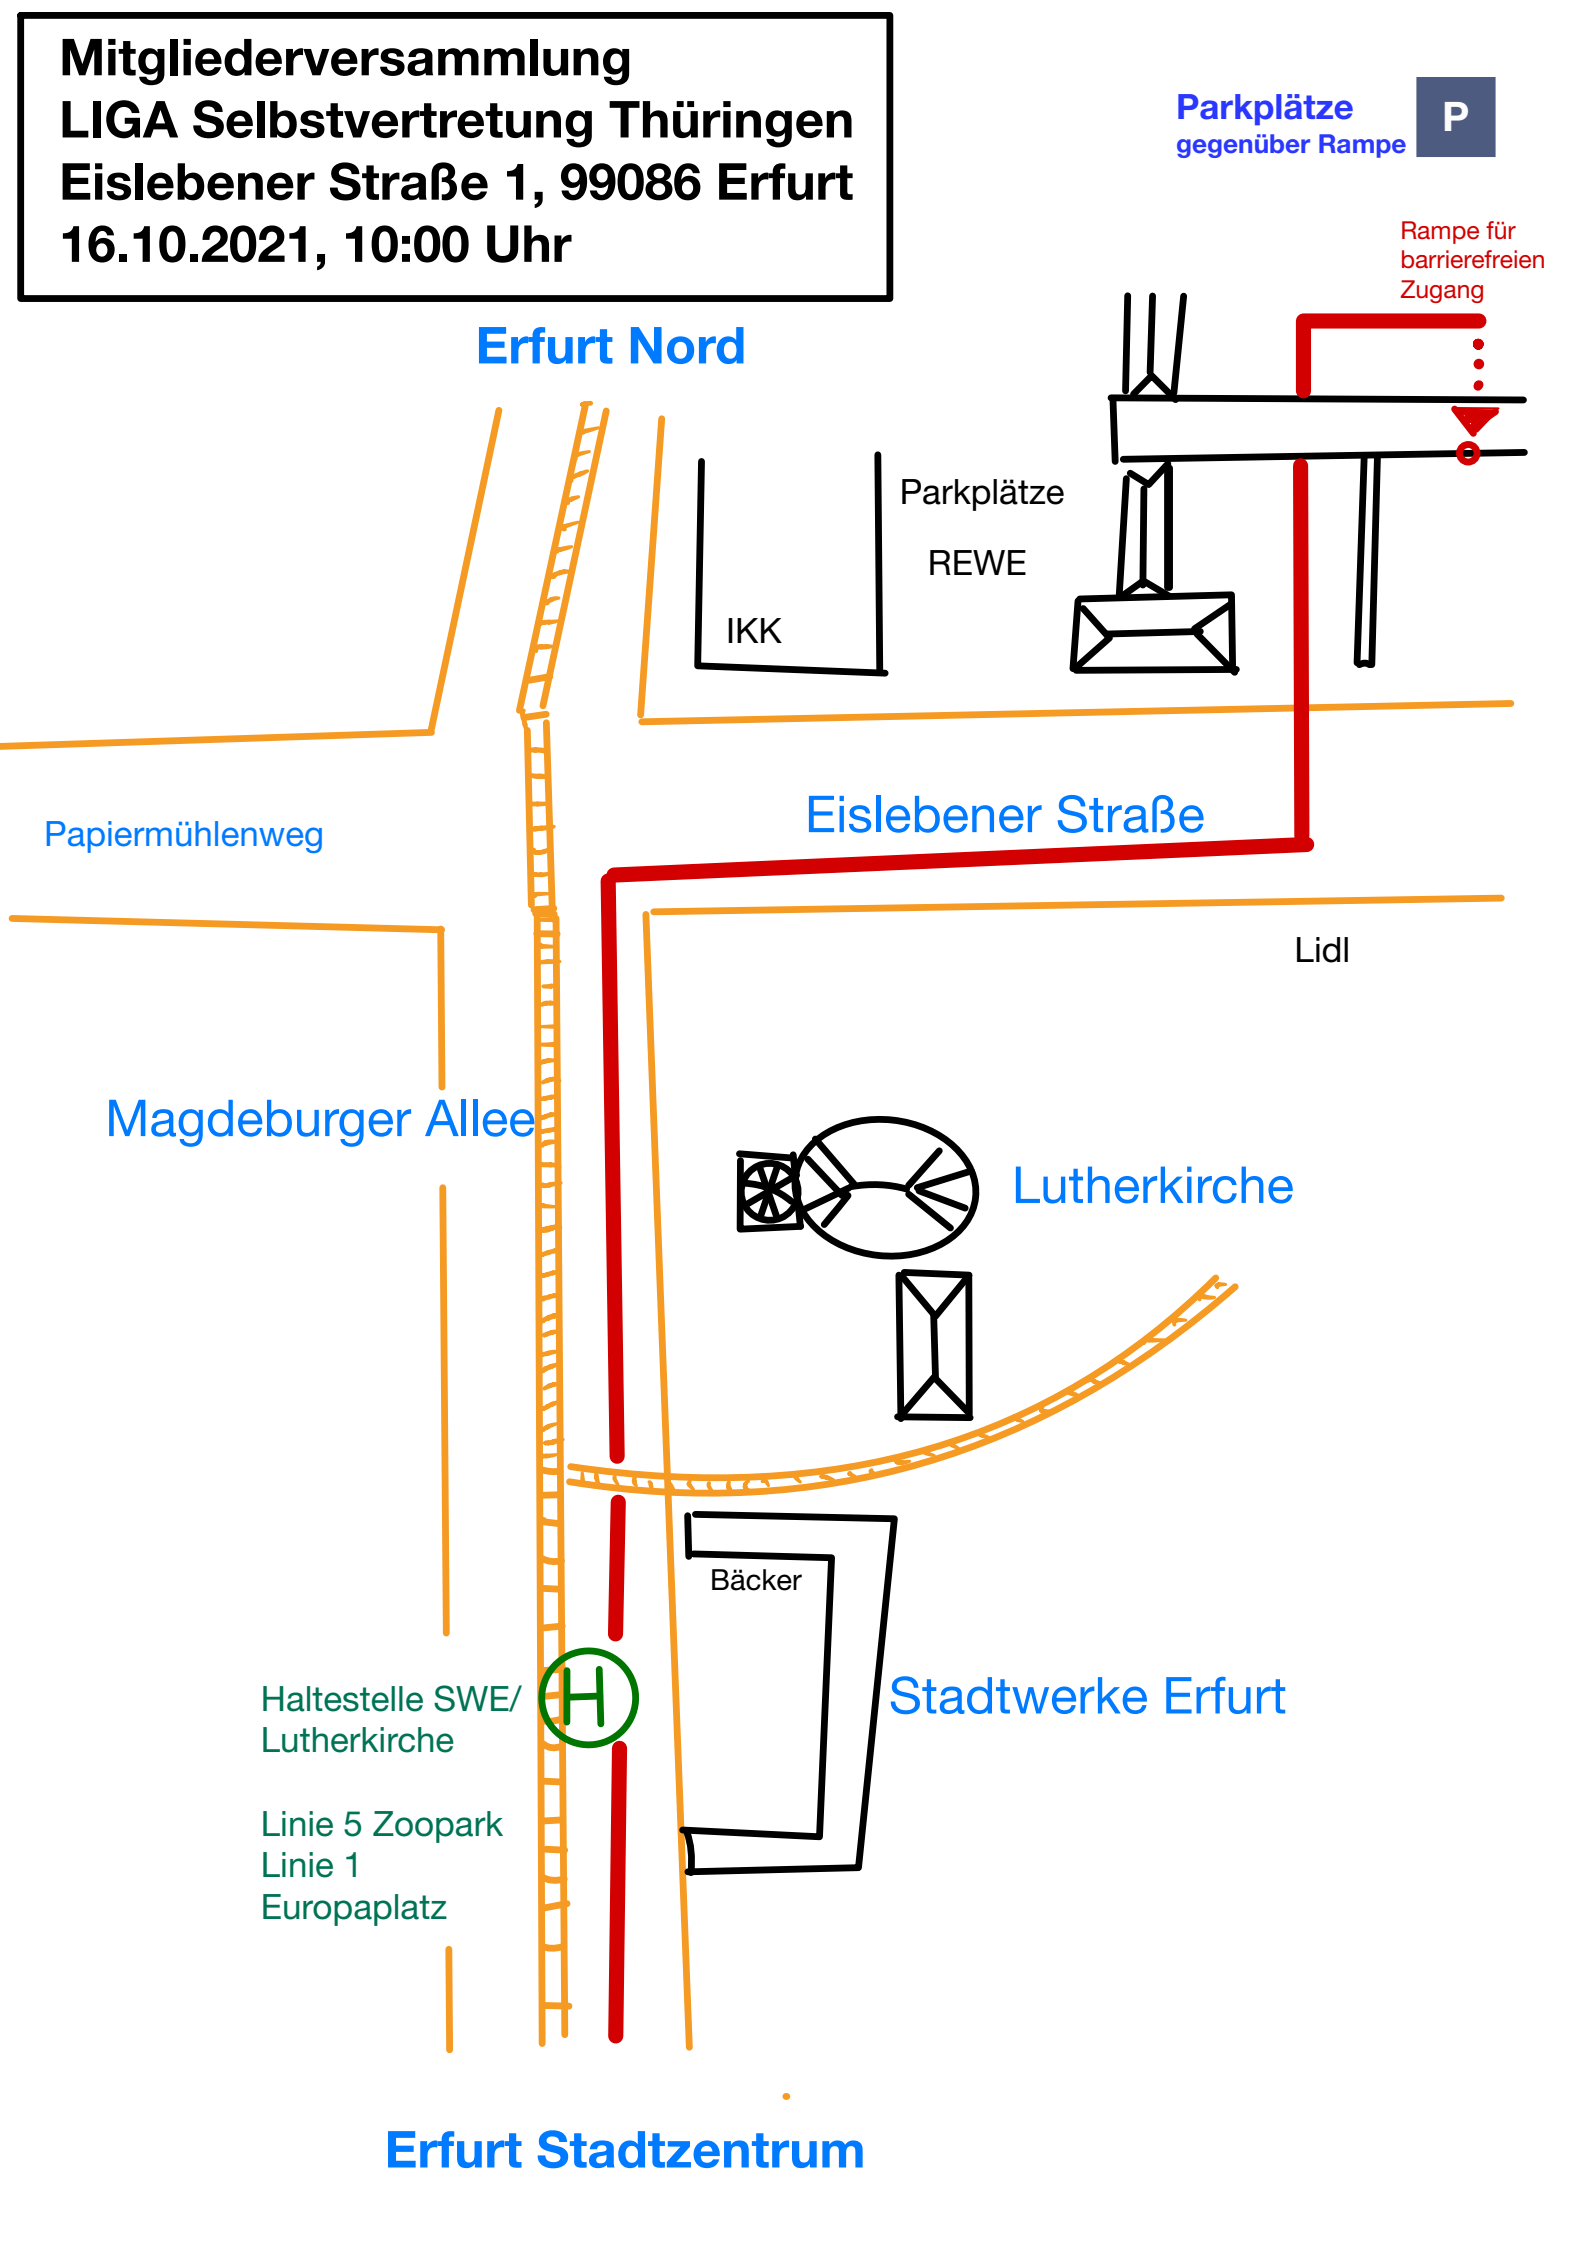 Mitgliederversammlung
LIGA Selbstvertretung Thüringen
Eislebener Straße 1, 99086 Erfurt
16.10.2021, 10:00 Uhr
Parkplätze
gegenüber Rampe
P
Rampe für
barrierefreien
Zugang
Erfurt Nord
Parkplätze
REWE
IKK
Eislebener Straße
Papiermühlenweg
Lidl
Magdeburger Allee
Lutherkirche
Bäcker
Stadtwerke Erfurt
H
Haltestelle SWE/
Lutherkirche
Linie 5 Zoopark
Linie 1
Europaplatz
Erfurt Stadtzentrum